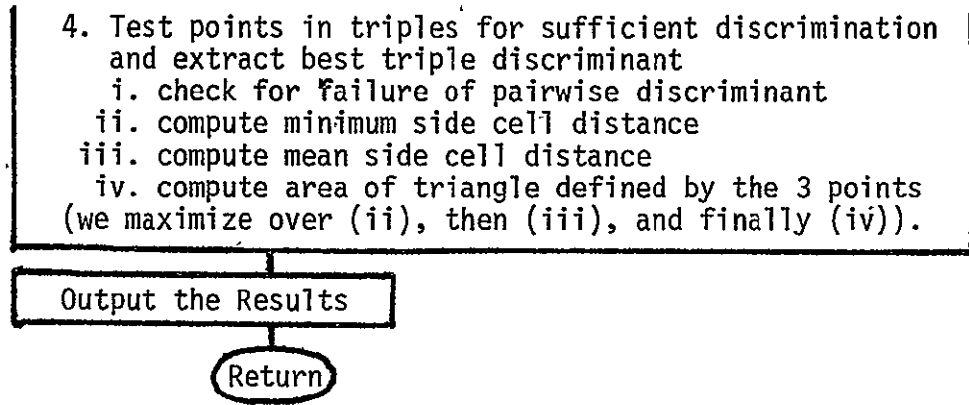 4. Test points in triples for sufficient discrimination
and extract best triple discriminant
i. check for failure of pairwise discriminant
ii. compute minimum side cell distance
iii. compute mean side cell distance
iv. compute area of triangle defined by the 3 points
(we maximize over (ii), then (iii), and finally (iv)).
Output the Results
Return